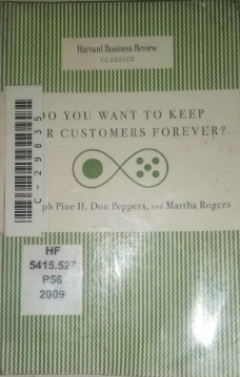 Harvard Business Review
CLASSICS
DO YOU WANT TO KEEP
R CUSTOMERS FOREVER?
ph Pine II, Don Peppers, and Martha Rogers
C-29835
HF
5415.527
P56
2009